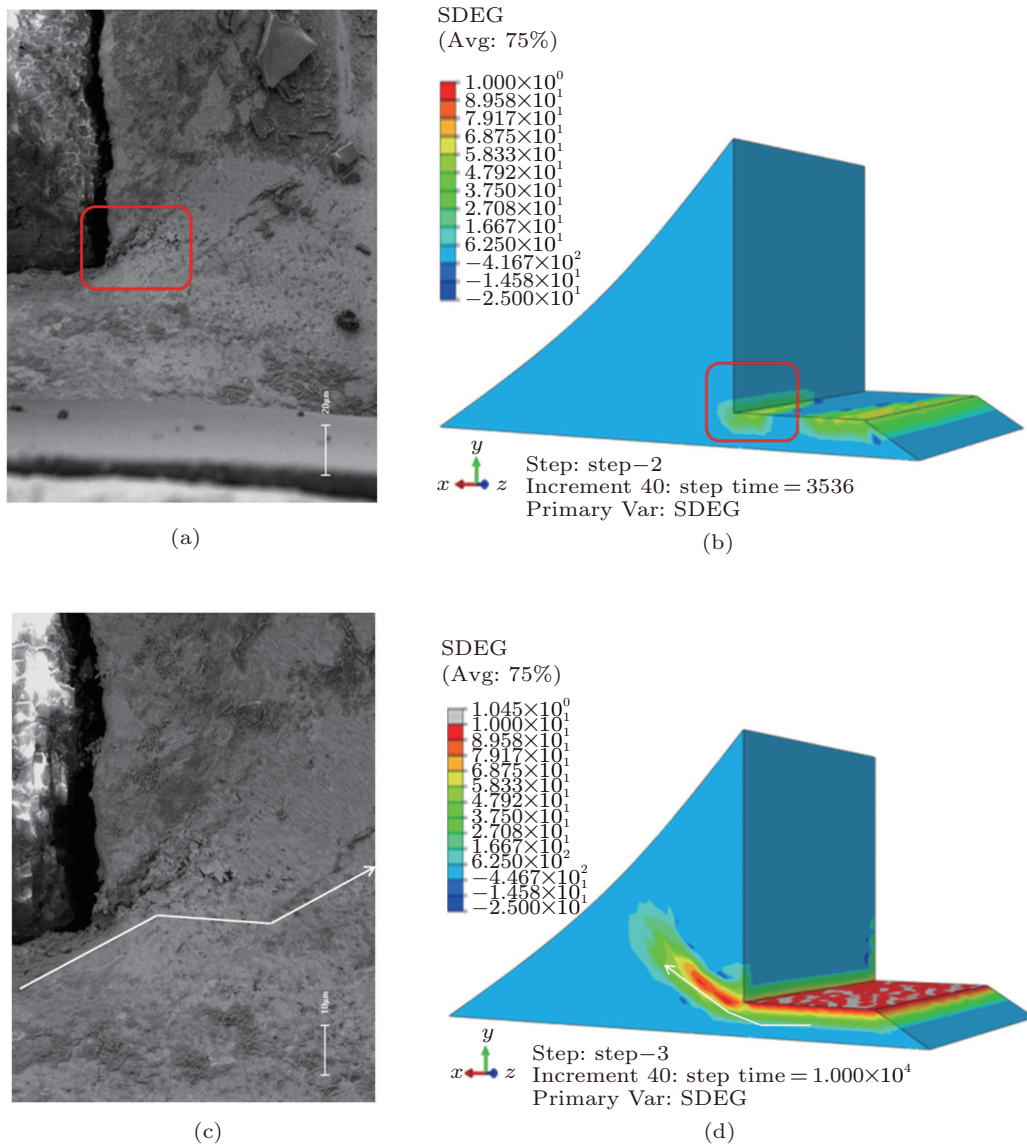 SDEG
(Avg: 75%)
1.000×10⁰
8.958×10¹
7.917×10¹
6.875×10¹
5.833×10¹
4.792×10¹
3.750×10¹
2.708×10¹
1.667×10¹
6.250×10¹
−4.167×10²
−1.458×10¹
−2.500×10¹
20μm
y
x z
Step: step−2
Increment 40: step time = 3536
Primary Var: SDEG
(a)
(b)
SDEG
(Avg: 75%)
1.045×10⁰
1.000×10¹
8.958×10¹
7.917×10¹
6.875×10¹
5.833×10¹
4.792×10¹
3.750×10¹
2.708×10¹
1.667×10¹
6.250×10²
−4.467×10²
−1.458×10¹
−2.500×10¹
10μm
y
x z
Step: step−3
Increment 40: step time = 1.000×10⁴
Primary Var: SDEG
(c)
(d)